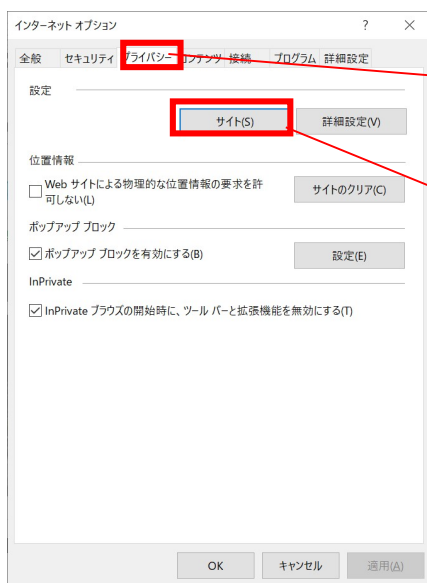 インターネット オプション ? ×
全般 セキュリティ プライバシー コンテンツ 接続 プログラム 詳細設定
設定
サイト(S) 詳細設定(V)
位置情報
Web サイトによる物理的な位置情報の要求を許
可しない(L)
サイトのクリア(C)
ポップアップ ブロック
ポップアップ ブロックを有効にする(B) 設定(E)
InPrivate
InPrivate ブラウズの開始時に、ツール バーと拡張機能を無効にする(T)
OK キャンセル 適用(A)